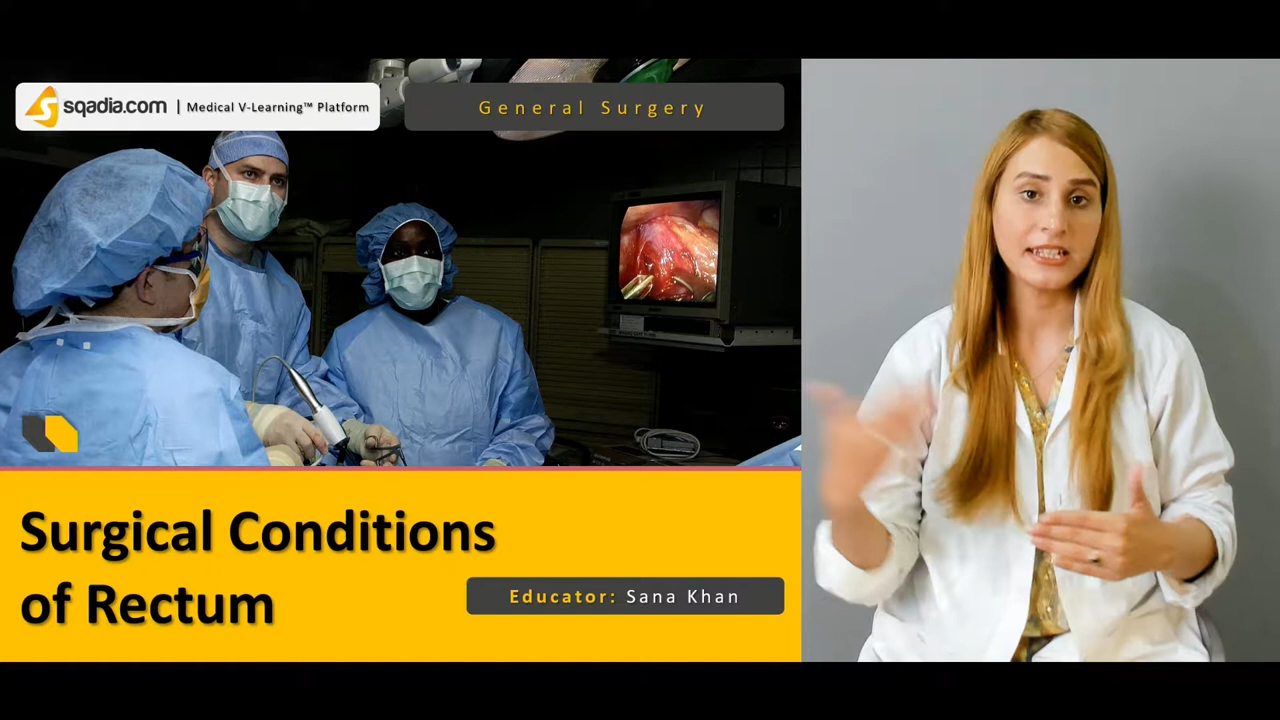 sqadia.com | Medical V-Learning™ Platform
General Surgery
Surgical Conditions
of Rectum
Educator: Sana Khan